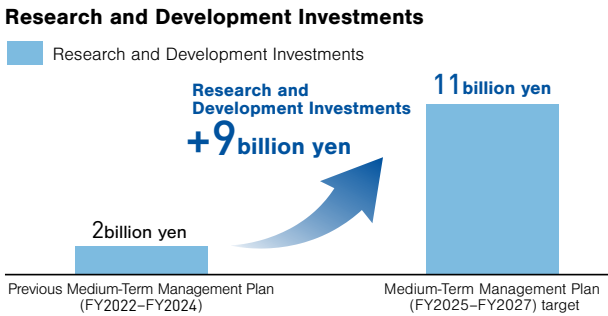 Research and Development Investments
Research and Development Investments
Research and
Development Investments
+9billion yen
11billion yen
2billion yen
Previous Medium-Term Management Plan
(FY2022–FY2024)
Medium-Term Management Plan
(FY2025–FY2027) target